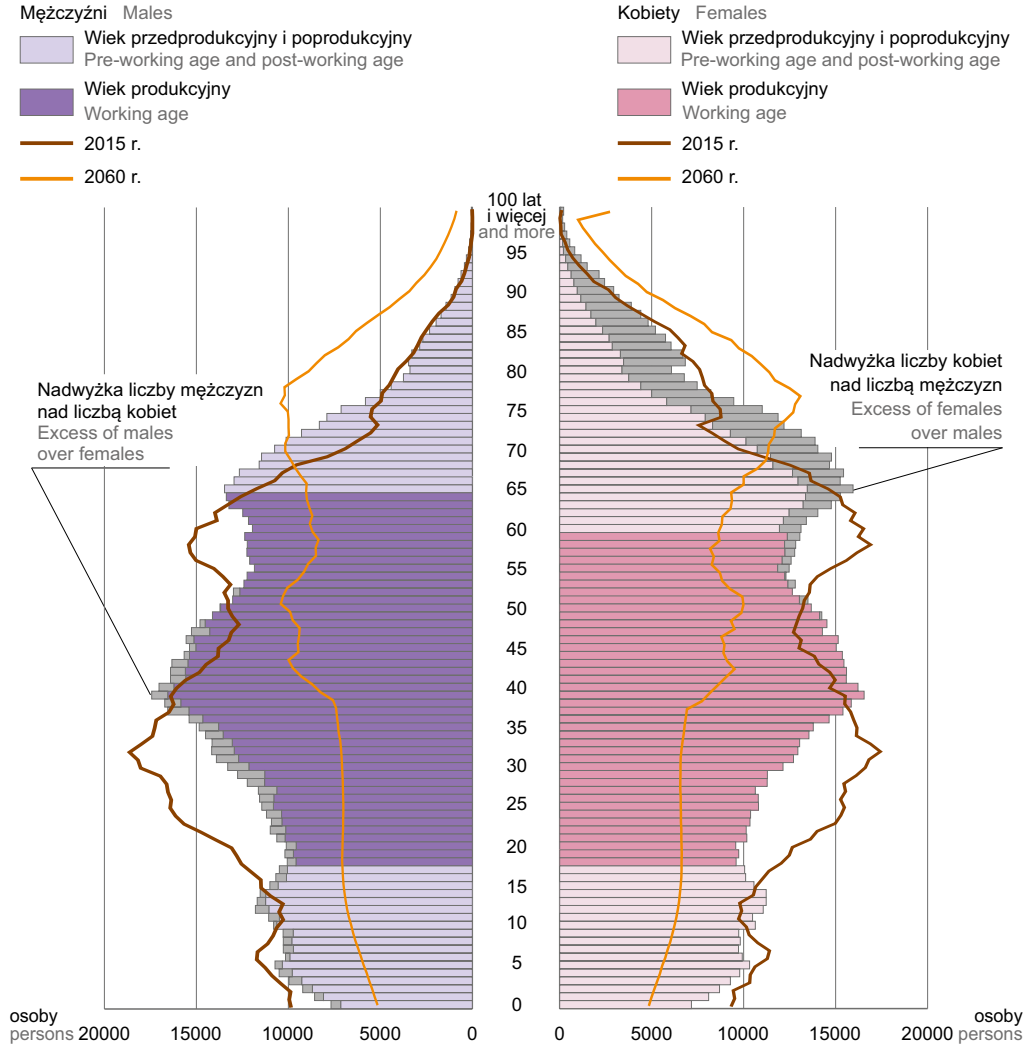 Mężczyźni Males
Wiek przedprodukcyjny i poprodukcyjny
Pre-working age and post-working age
Wiek produkcyjny
Working age
2015 r.
2060 r.
Kobiety Females
Wiek przedprodukcyjny i poprodukcyjny
Pre-working age and post-working age
Wiek produkcyjny
Working age
2015 r.
2060 r.
100 lat
i więcej
and more
95
90
85
80
75
70
65
60
55
50
45
40
35
30
25
20
15
10
5
0
Nadwyżka liczby mężczyzn
nad liczbą kobiet
Excess of males
over females
Nadwyżka liczby kobiet
nad liczbą mężczyzn
Excess of females
over males
osoby
persons 20000 15000 10000 5000 0
0 5000 10000 15000 20000
osoby
persons